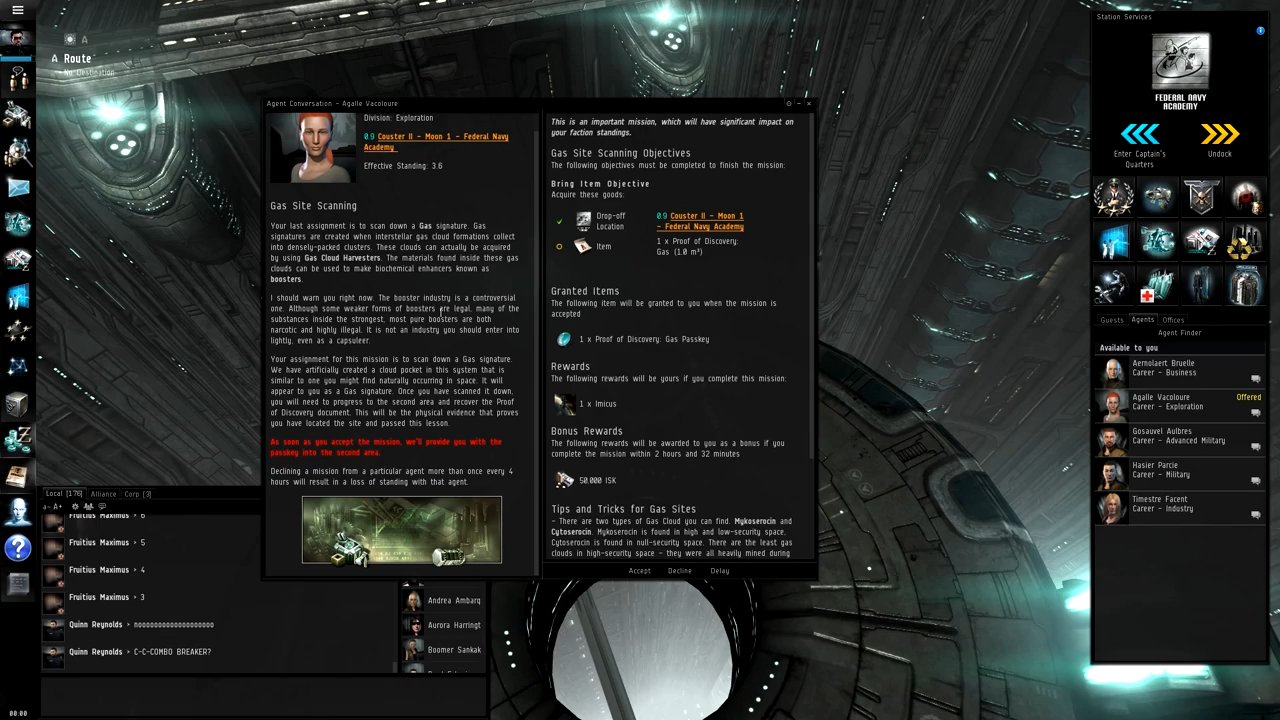 A
Route
No Destination
Agent Conversation - Agalle Vacoloure
Division: Exploration
0.9 Couster II - Moon 1 - Federal Navy
Academy
Effective Standing: 3.6
Gas Site Scanning
Your last assignment is to scan down a Gas signature. Gas
signatures are created when interstellar gas cloud formations collect
into densely-packed clusters. These clouds can actually be acquired
by using Gas Cloud Harvesters. The materials found inside these gas
clouds can be used to make biochemical enhancers known as
boosters.
I should warn you right now. The booster industry is a controversial
one. Although some weaker forms of boosters are legal, many of the
substances inside the strongest, most pure boosters are both
narcotic and highly illegal. It is not an industry you should enter into
lightly, even as a capsuleer.
Your assignment for this mission is to scan down a Gas signature.
We have artificially created a cloud pocket in this system that is
similar to one you might find naturally occurring in space. It will
appear to you as a Gas signature. Once you have scanned it down,
you will need to progress to the second area and recover the Proof
of Discovery document. This will be the physical evidence that proves
you have located the site and passed this lesson.
As soon as you accept the mission, we'll provide you with the
passkey into the second area.
Declining a mission from a particular agent more than once every 4
hours will result in a loss of standing with that agent.
This is an important mission, which will have significant impact on
your faction standings.
Gas Site Scanning Objectives
The following objectives must be completed to finish the mission:
Bring Item Objective
Acquire these goods:
Drop-off
Location
0.9 Couster II - Moon 1
- Federal Navy Academy
Item
1 x Proof of Discovery:
Gas (1.0 m³)
Granted Items
The following item will be granted to you when the mission is
accepted
1 x Proof of Discovery: Gas Passkey
Rewards
The following rewards will be yours if you complete this mission:
1 x Imicus
Bonus Rewards
The following rewards will be awarded to you as a bonus if you
complete the mission within 2 hours and 32 minutes
50.000 ISK
Tips and Tricks for Gas Sites
- There are two types of Gas Cloud you can find. Mykoserocin and
Cytoserocin. Mykoserocin is found in high and low-security space,
Cytoserocin is found in null-security space. There are the least gas
clouds in high-security space - they were all heavily mined during
Accept Decline Delay
Station Services
FEDERAL NAVY
ACADEMY
Enter Captain's
Quarters
Undock
Guests Agents Offices
Agent Finder
Available to you
Aernolaert Bruelle
Career - Business
Agalle Vacoloure
Career - Exploration
Offered
Gosauvel Aulbres
Career - Advanced Military
Hasier Parcie
Career - Military
Timestre Facent
Career - Industry
Local [176] Alliance Corp [3]
a- A+
Fruitius Maximus > 6
Fruitius Maximus > 5
Fruitius Maximus > 4
Fruitius Maximus > 3
Quinn Reynolds > noooooooooooooooooo
Quinn Reynolds > C-C-COMBO BREAKER?
Andrea Ambarq
Aurora Harringt
Boomer Sankak
00:00